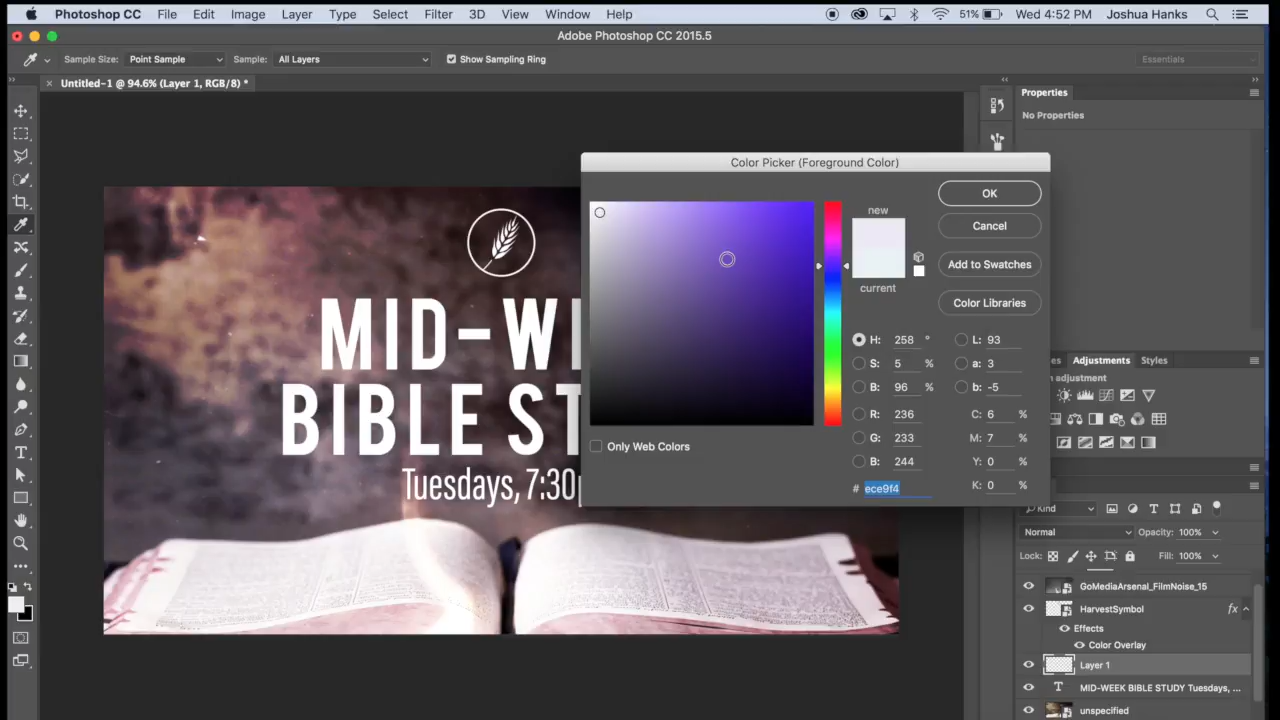 Photoshop CC File Edit Image Layer Type Select Filter 3D View Window Help 51% Wed 4:52 PM Joshua Hanks
Adobe Photoshop CC 2015.5
Sample Size: Point Sample Sample: All Layers Show Sampling Ring Essentials
Untitled-1 @ 94.6% (Layer 1, RGB/8) *
Properties
No Properties
Color Picker (Foreground Color)
new
current
OK
Cancel
Add to Swatches
Color Libraries
H: 258 °
S: 5 %
B: 96 %
R: 236
G: 233
B: 244
# ece9f4
L: 93
a: 3
b: -5
C: 6 %
M: 7 %
Y: 0 %
K: 0 %
Only Web Colors
MID-W
BIBLE ST
Tuesdays, 7:30
Adjustments Styles
adjustment
Kind
Normal Opacity: 100%
Lock: Fill: 100%
GoMediaArsenal_FilmNoise_15
HarvestSymbol fx
Effects
Color Overlay
Layer 1
T MID-WEEK BIBLE STUDY Tuesdays, ...
unspecified